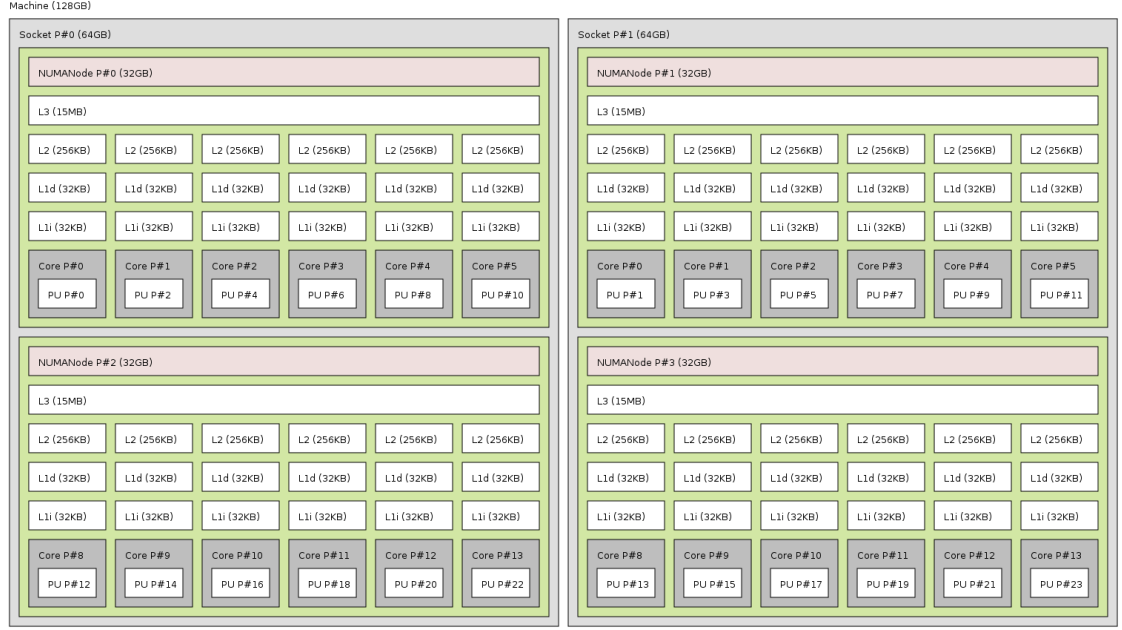 Machine (128GB)
Socket P#0 (64GB)
NUMANode P#0 (32GB)
L3 (15MB)
L2 (256KB) L2 (256KB) L2 (256KB) L2 (256KB) L2 (256KB) L2 (256KB)
L1d (32KB) L1d (32KB) L1d (32KB) L1d (32KB) L1d (32KB) L1d (32KB)
L1i (32KB) L1i (32KB) L1i (32KB) L1i (32KB) L1i (32KB) L1i (32KB)
Core P#0 Core P#1 Core P#2 Core P#3 Core P#4 Core P#5
PU P#0 PU P#2 PU P#4 PU P#6 PU P#8 PU P#10
NUMANode P#2 (32GB)
L3 (15MB)
L2 (256KB) L2 (256KB) L2 (256KB) L2 (256KB) L2 (256KB) L2 (256KB)
L1d (32KB) L1d (32KB) L1d (32KB) L1d (32KB) L1d (32KB) L1d (32KB)
L1i (32KB) L1i (32KB) L1i (32KB) L1i (32KB) L1i (32KB) L1i (32KB)
Core P#8 Core P#9 Core P#10 Core P#11 Core P#12 Core P#13
PU P#12 PU P#14 PU P#16 PU P#18 PU P#20 PU P#22
Socket P#1 (64GB)
NUMANode P#1 (32GB)
L3 (15MB)
L2 (256KB) L2 (256KB) L2 (256KB) L2 (256KB) L2 (256KB) L2 (256KB)
L1d (32KB) L1d (32KB) L1d (32KB) L1d (32KB) L1d (32KB) L1d (32KB)
L1i (32KB) L1i (32KB) L1i (32KB) L1i (32KB) L1i (32KB) L1i (32KB)
Core P#0 Core P#1 Core P#2 Core P#3 Core P#4 Core P#5
PU P#1 PU P#3 PU P#5 PU P#7 PU P#9 PU P#11
NUMANode P#3 (32GB)
L3 (15MB)
L2 (256KB) L2 (256KB) L2 (256KB) L2 (256KB) L2 (256KB) L2 (256KB)
L1d (32KB) L1d (32KB) L1d (32KB) L1d (32KB) L1d (32KB) L1d (32KB)
L1i (32KB) L1i (32KB) L1i (32KB) L1i (32KB) L1i (32KB) L1i (32KB)
Core P#8 Core P#9 Core P#10 Core P#11 Core P#12 Core P#13
PU P#13 PU P#15 PU P#17 PU P#19 PU P#21 PU P#23